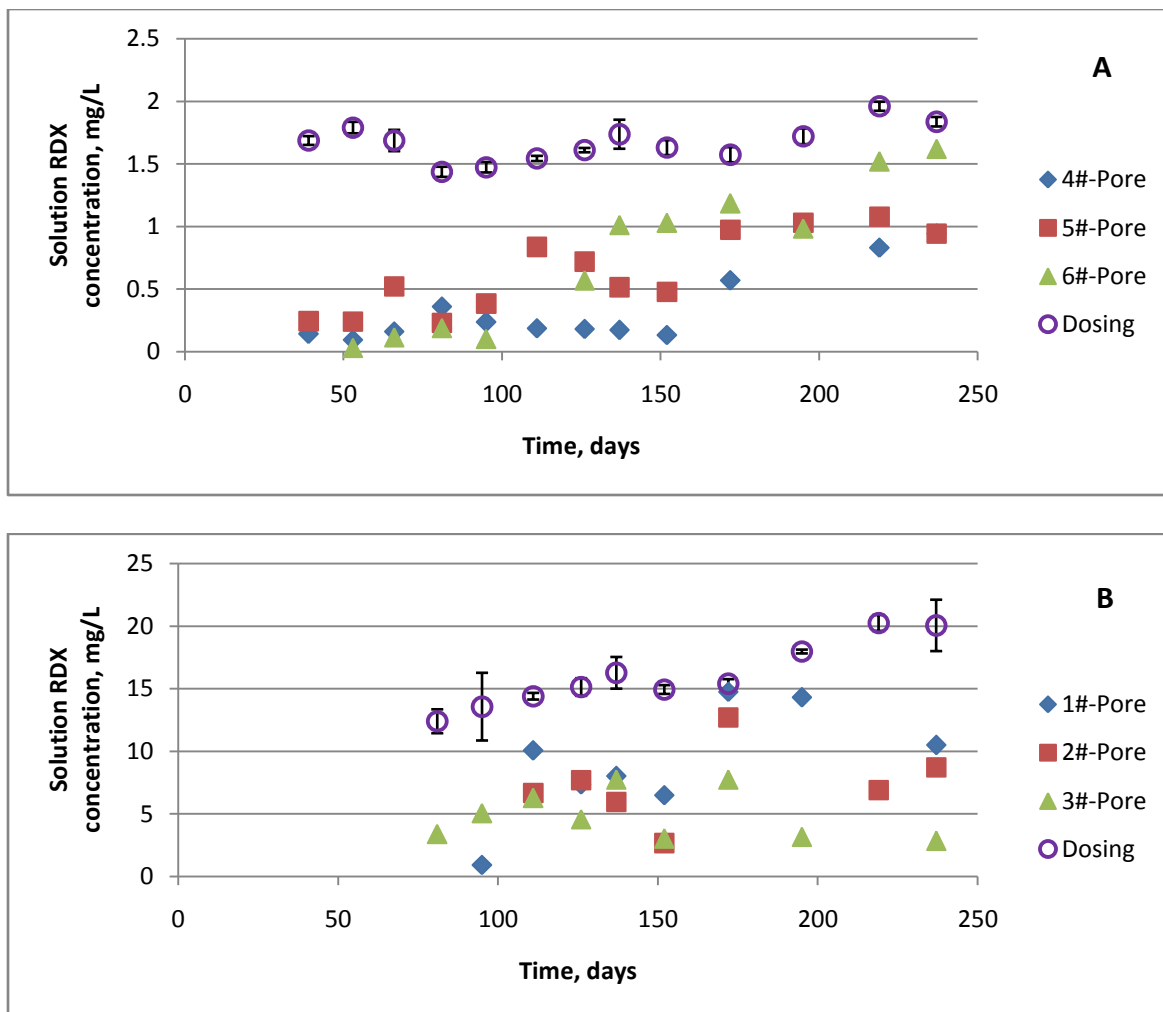 A
Solution RDX
concentration, mg/L
2.5
2
1.5
1
0.5
0
0 50 100 150 200 250
Time, days
4#-Pore
5#-Pore
6#-Pore
Dosing
B
Solution RDX
concentration, mg/L
25
20
15
10
5
0
0 50 100 150 200 250
Time, days
1#-Pore
2#-Pore
3#-Pore
Dosing